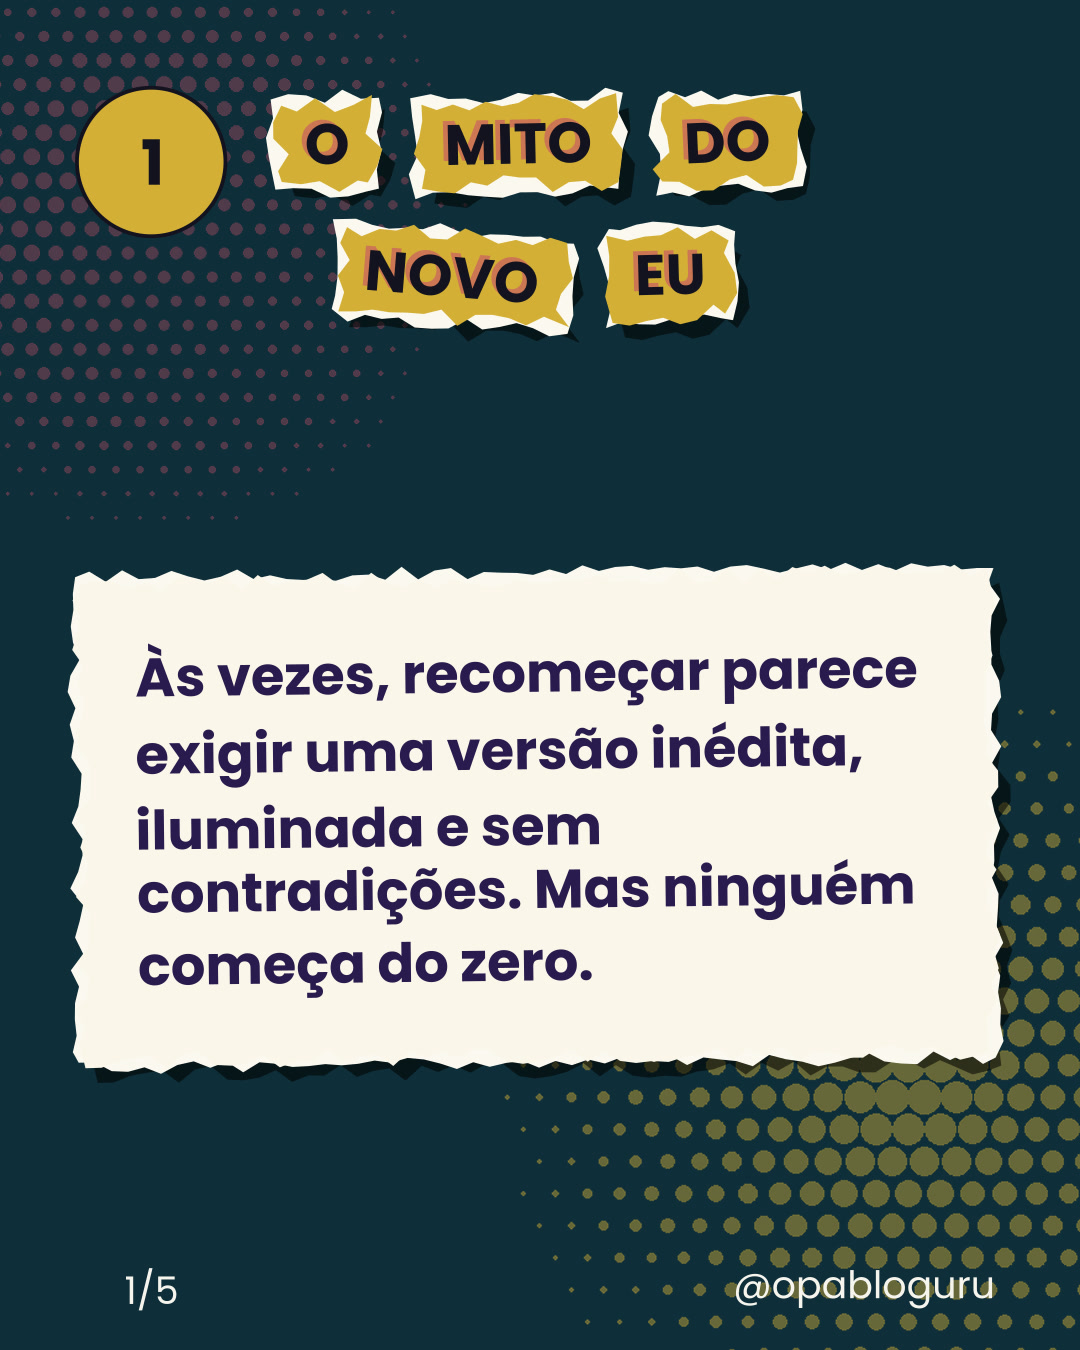 1
O MITO DO
NOVO EU
Às vezes, recomeçar parece
exigir uma versão inédita,
iluminada e sem
contradições. Mas ninguém
começa do zero.
1/5
@opabloguru